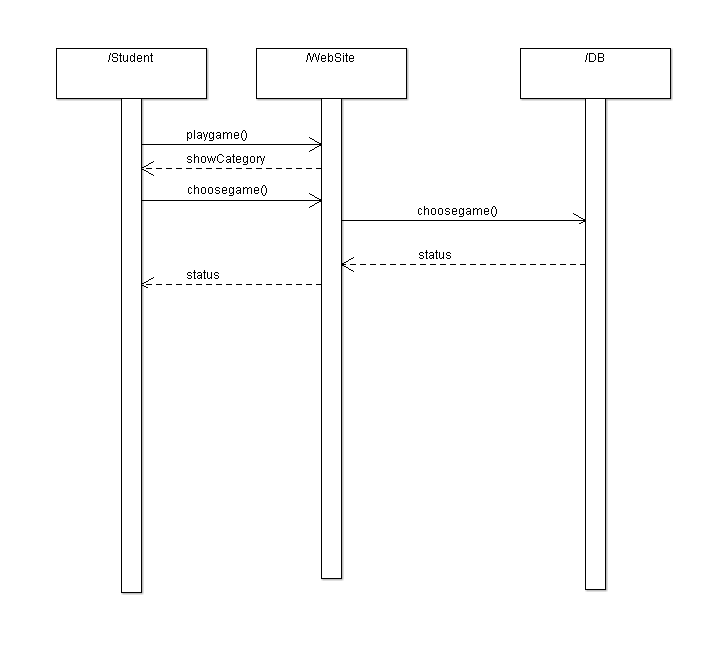 /Student
/WebSite
/DB
playgame()
showCategory
choosegame()
choosegame()
status
status